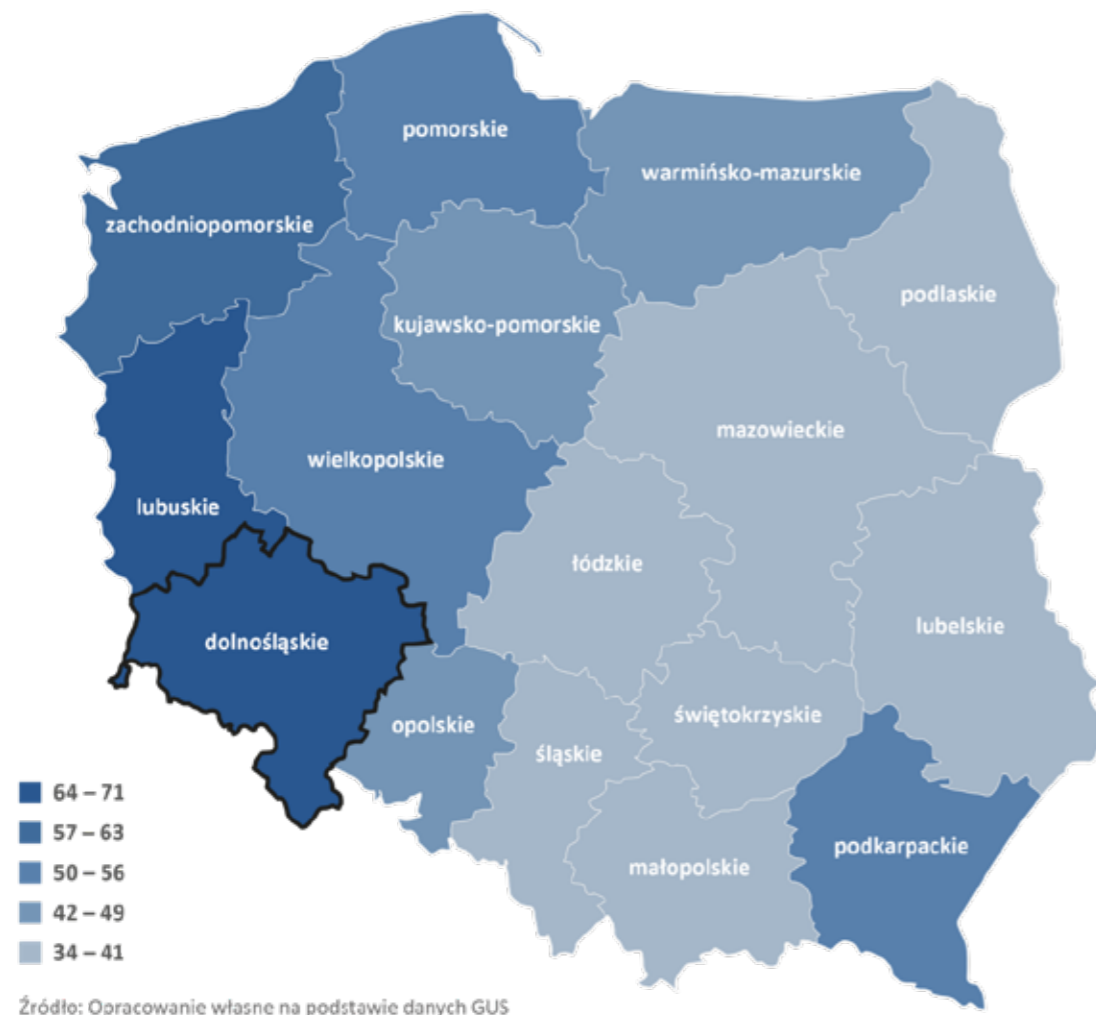 pomorskie
warmińsko-mazurskie
zachodniopomorskie
podlaskie
kujawsko-pomorskie
mazowieckie
wielkopolskie
lubuskie
łódzkie
lubelskie
dolnośląskie
świętokrzyskie
opolskie
śląskie
64 – 71
57 – 63
podkarpackie
50 – 56
małopolskie
42 – 49
34 – 41
Źródło: Opracowanie własne na podstawie danych GUS